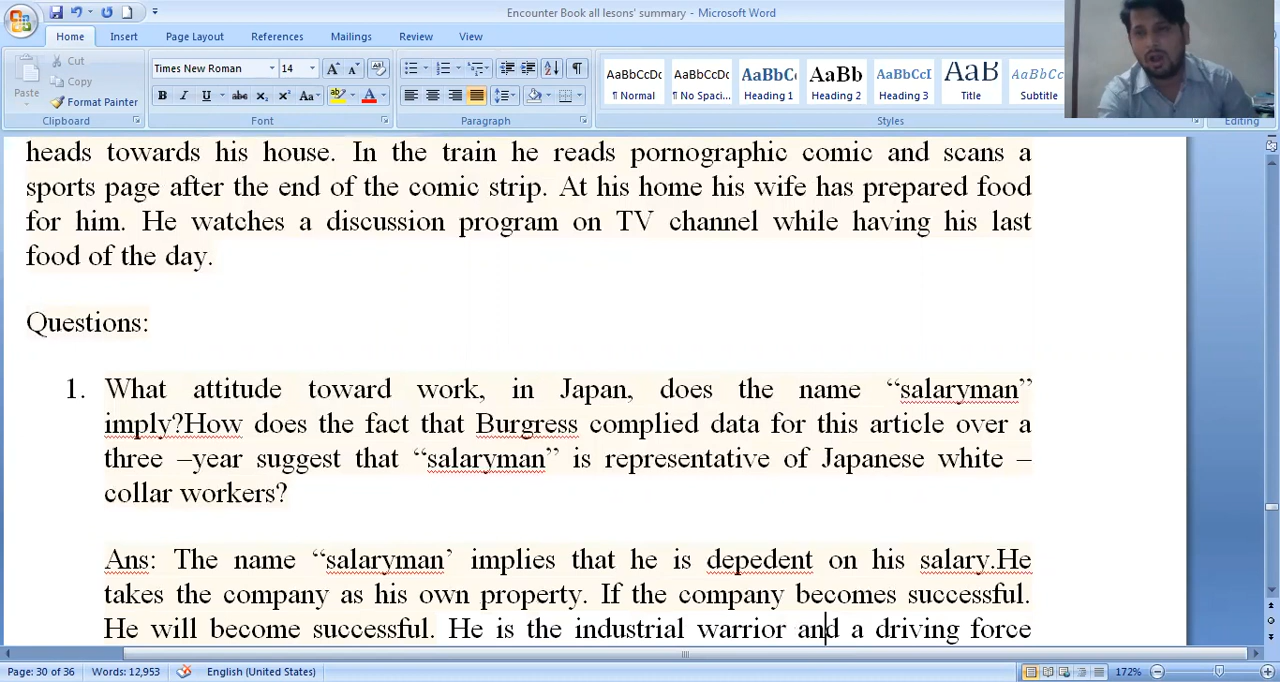 Encounter Book all lesons' summary - Microsoft Word
Home Insert Page Layout References Mailings Review View
Paste Cut Copy Format Painter
Times New Roman 14
AaBbCcDc AaBbCcDc AaBbC AaBb AaBbCcI AaB AaBbCcI
¶ Normal ¶ No Spaci... Heading 1 Heading 2 Heading 3 Title Subtitle
Clipboard Font Paragraph Styles Editing
heads towards his house. In the train he reads pornographic comic and scans a
sports page after the end of the comic strip. At his home his wife has prepared food
for him. He watches a discussion program on TV channel while having his last
food of the day.
Questions:
1. What attitude toward work, in Japan, does the name “salaryman”
imply?How does the fact that Burgress complied data for this article over a
three –year suggest that “salaryman” is representative of Japanese white –
collar workers?
Ans: The name “salaryman’ implies that he is depedent on his salary.He
takes the company as his own property. If the company becomes successful.
He will become successful. He is the industrial warrior and a driving force
Page: 30 of 36 Words: 12,953 English (United States) 172%